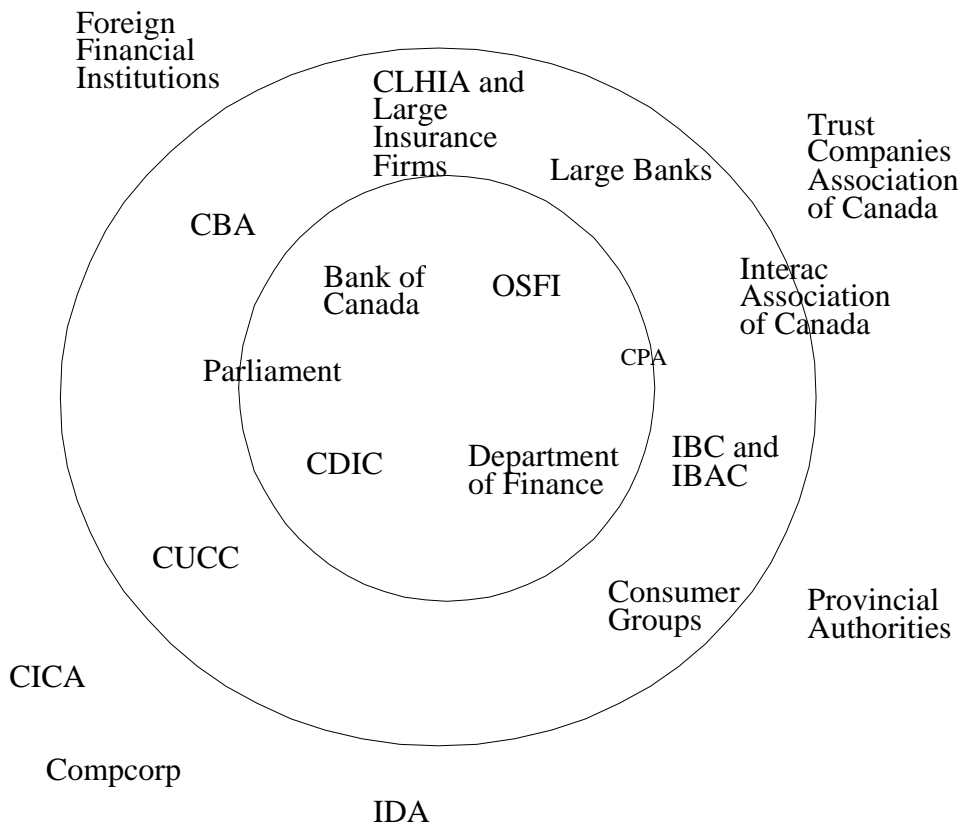 Foreign
Financial
Institutions
CLHIA and
Large
Insurance
Firms
Large Banks
Trust
Companies
Association
of Canada
CBA
Bank of
Canada
OSFI
Interac
Association
of Canada
Parliament
CPA
CDIC
Department
of Finance
IBC and
IBAC
CUCC
Consumer
Groups
Provincial
Authorities
CICA
Compcorp
IDA